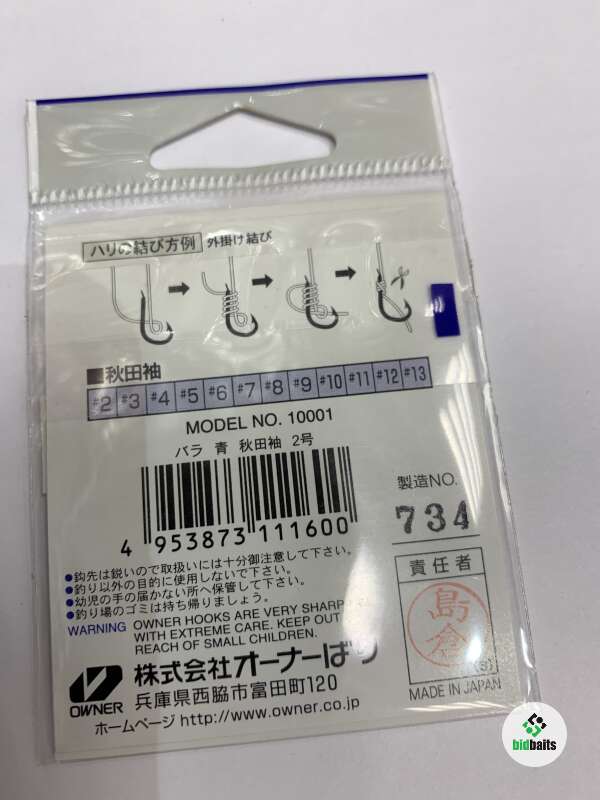 ハリの結び方例 外掛け結び
■秋田袖
#2 #3 #4 #5 #6 #7 #8 #9 #10 #11 #12 #13
MODEL NO. 10001
バラ 青 秋田袖 2号
4 953873 111600
製造NO.
734
●鈎先は鋭いので取扱いには十分御注意して下さい。
●釣り以外の目的に使用しないで下さい。
●幼児の手の届かない所へ保管して下さい。
●釣り場のゴミは持ち帰りましょう。
WARNING OWNER HOOKS ARE VERY SHARP
WITH EXTREME CARE. KEEP OUT
REACH OF SMALL CHILDREN.
責任者
島倉
(S)
MADE IN JAPAN
OWNER
株式会社オーナーばり
兵庫県西脇市富田町120
ホームページ http://www.owner.co.jp
bidbaits